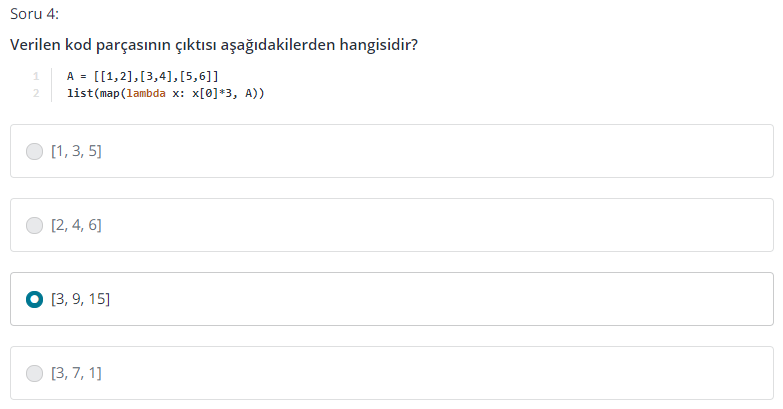 Soru 4:
Verilen kod parçasının çıktısı aşağıdakilerden hangisidir?
1 A = [[1,2],[3,4],[5,6]]
2 list(map(lambda x: x[0]*3, A))
[1, 3, 5]
[2, 4, 6]
[3, 9, 15]
[3, 7, 1]